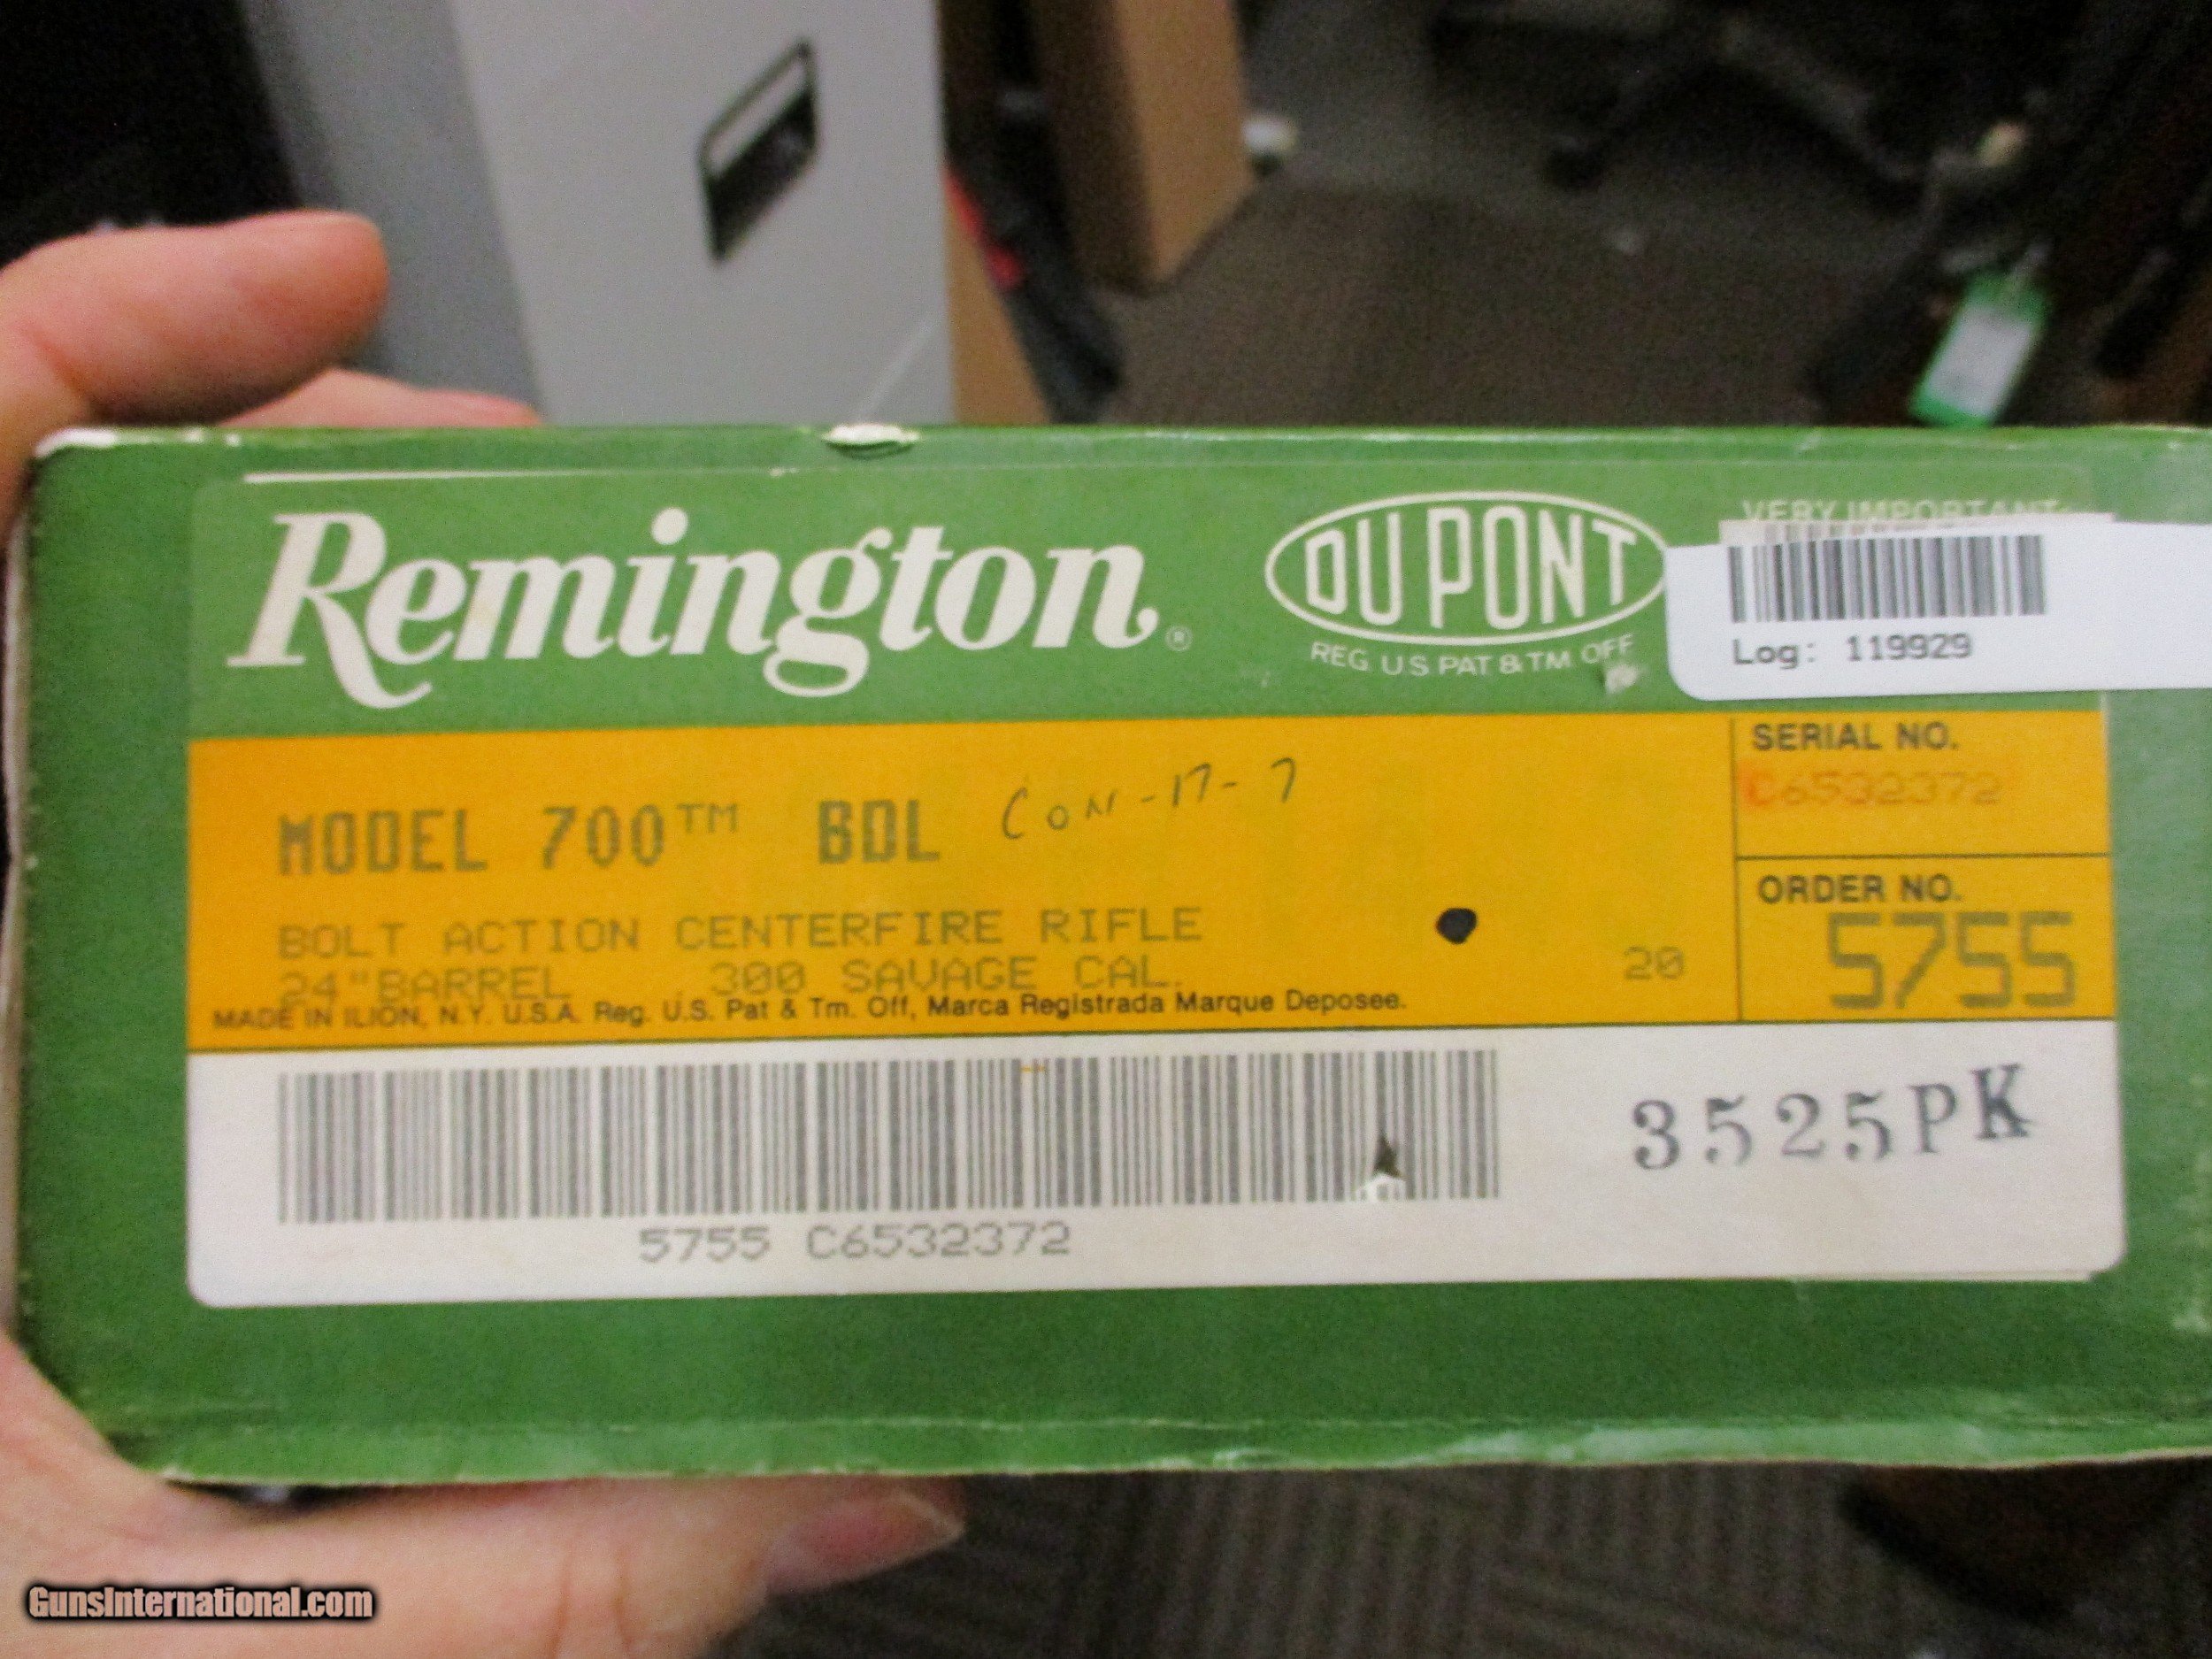 Remington®
DU PONT
REG. U.S. PAT & TM OFF
VERY IMPORTANT:
Log: 119929
MODEL 700™ BDL Con-17-7
BOLT ACTION CENTERFIRE RIFLE
24" BARREL 300 SAVAGE CAL. 20
MADE IN ILION, N.Y. U.S.A. Reg. U.S. Pat & Tm. Off, Marca Registrada Marque Deposee.
SERIAL NO.
C6532372
ORDER NO.
5755
3525PK
5755 C6532372
GunsInternational.com